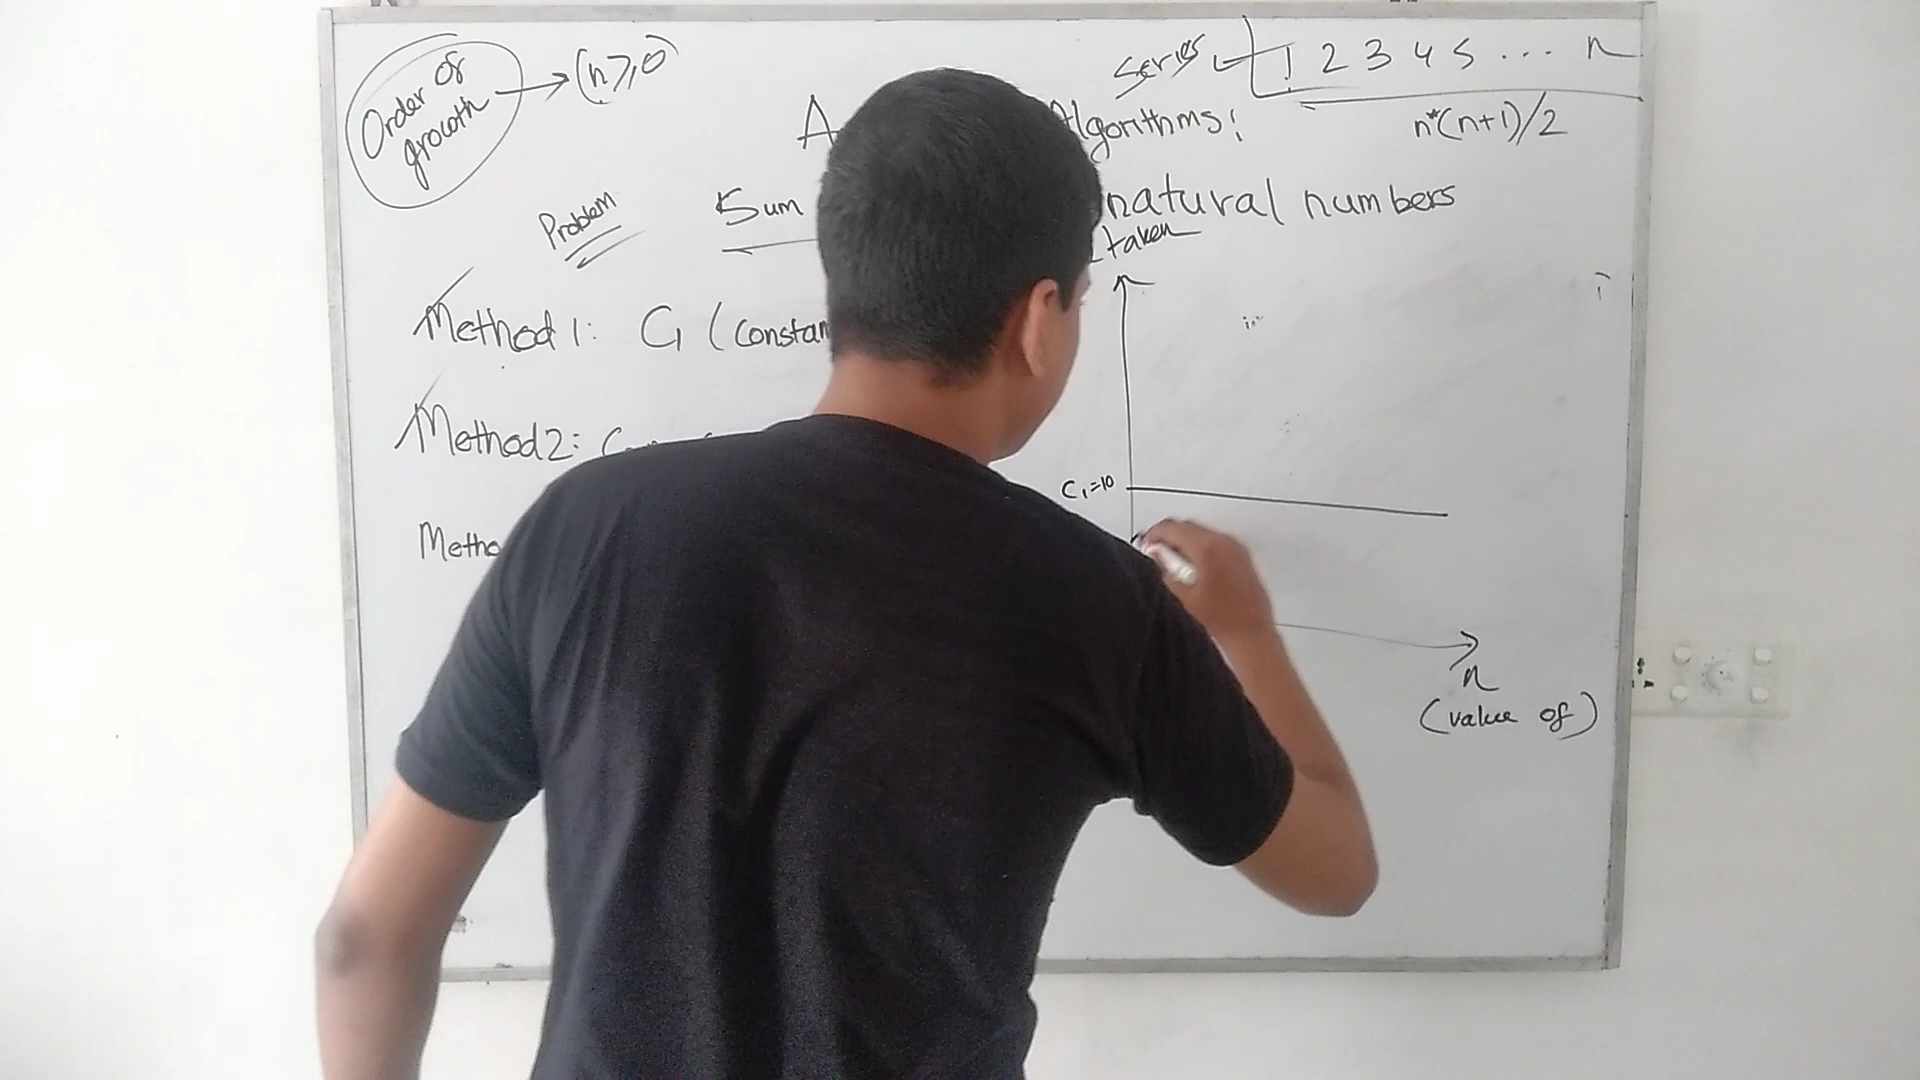 Order of growth → (n ≥ 0)
Series 1 2 3 4 5 ... n
n*(n+1)/2
Algorithms:
Problem
Sum natural numbers
taken
Method 1: C1 (Constan
Method 2:
C1=10
Metho
n
(value of)